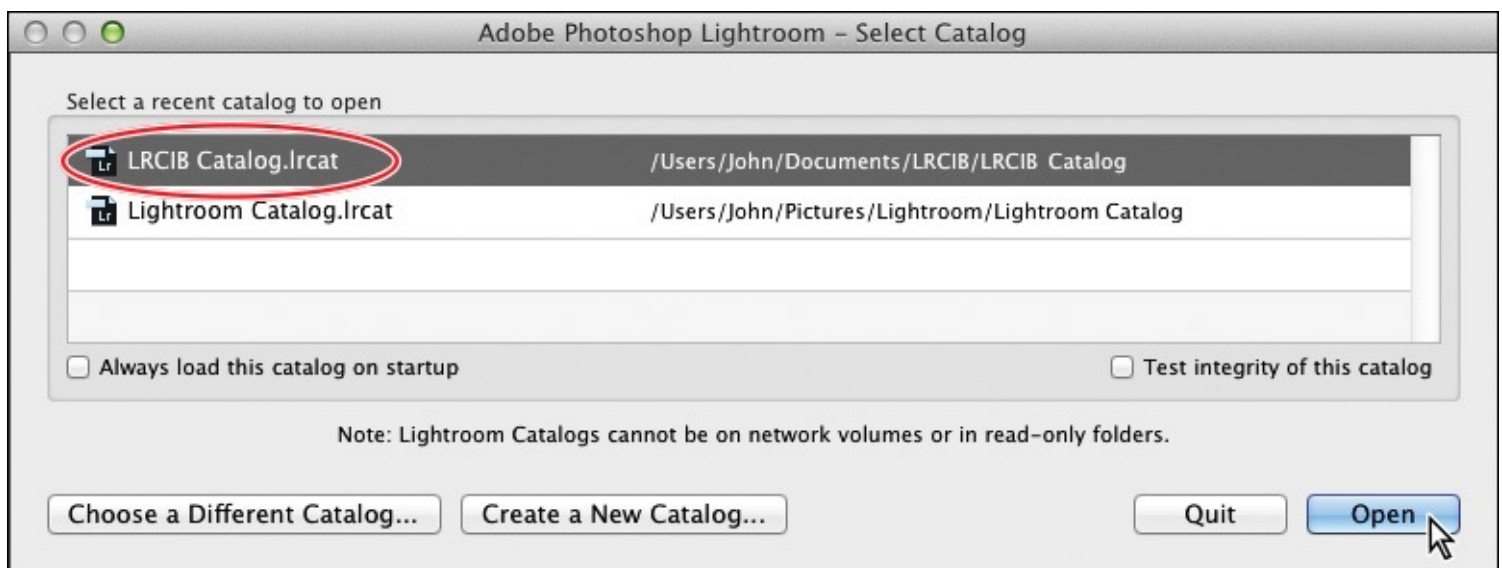 Adobe Photoshop Lightroom – Select Catalog
Select a recent catalog to open
Lr LRCIB Catalog.lrcat /Users/John/Documents/LRCIB/LRCIB Catalog
Lr Lightroom Catalog.lrcat /Users/John/Pictures/Lightroom/Lightroom Catalog
Always load this catalog on startup Test integrity of this catalog
Note: Lightroom Catalogs cannot be on network volumes or in read-only folders.
Choose a Different Catalog... Create a New Catalog... Quit Open